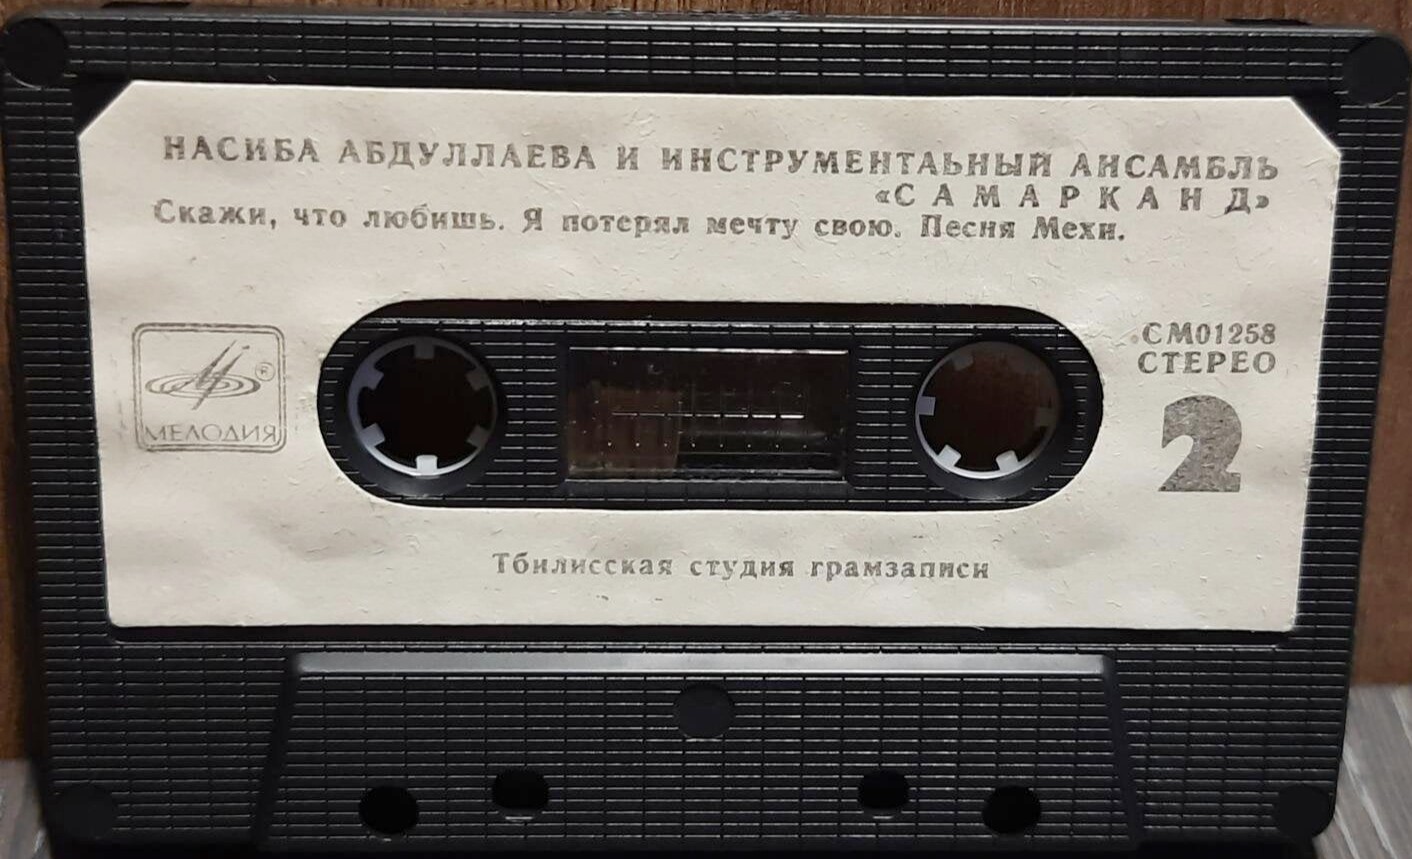 НАСИБА АБДУЛЛАЕВА И ИНСТРУМЕНТАЬНЫЙ АНСАМБЛЬ
«САМАРКАНД»
Скажи, что любишь. Я потерял мечту свою. Песня Мехи.
СМ01258
СТЕРЕО
®
МЕЛОДИЯ
2
Тбилисская студия грамзаписи